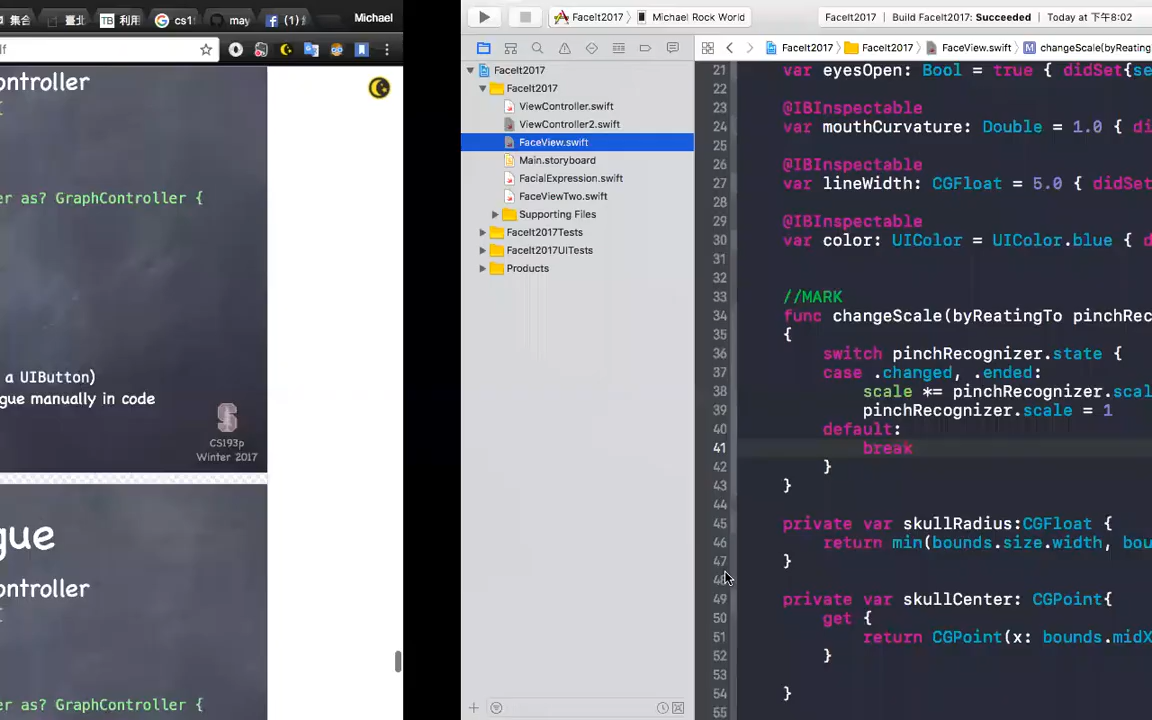 集合
臺北
TB 利用
cs1
may
(1)
Michael
FaceIt2017
Michael Rock World
FaceIt2017
Build FaceIt2017: Succeeded
Today at 下午8:02
FaceIt2017
FaceIt2017
FaceView.swift
M
changeScale(byReating
ontroller
er as? GraphController {
a UIButton)
gue manually in code
CS193p
Winter 2017
gue
ontroller
er as? GraphController {
FaceIt2017
FaceIt2017
ViewController.swift
ViewController2.swift
FaceView.swift
Main.storyboard
FacialExpression.swift
FaceViewTwo.swift
Supporting Files
FaceIt2017Tests
FaceIt2017UITests
Products
21 var eyesOpen: Bool = true { didSet{se
22
23 @IBInspectable
24 var mouthCurvature: Double = 1.0 { di
25
26 @IBInspectable
27 var lineWidth: CGFloat = 5.0 { didSet
28
29 @IBInspectable
30 var color: UIColor = UIColor.blue { d
31
32
33 //MARK
34 func changeScale(byReatingTo pinchRec
35 {
36 switch pinchRecognizer.state {
37 case .changed, .ended:
38 scale *= pinchRecognizer.scal
39 pinchRecognizer.scale = 1
40 default:
41 break
42 }
43 }
44
45 private var skullRadius:CGFloat {
46 return min(bounds.size.width, bou
47 }
48
49 private var skullCenter: CGPoint{
50 get {
51 return CGPoint(x: bounds.midX
52 }
53
54 }
55